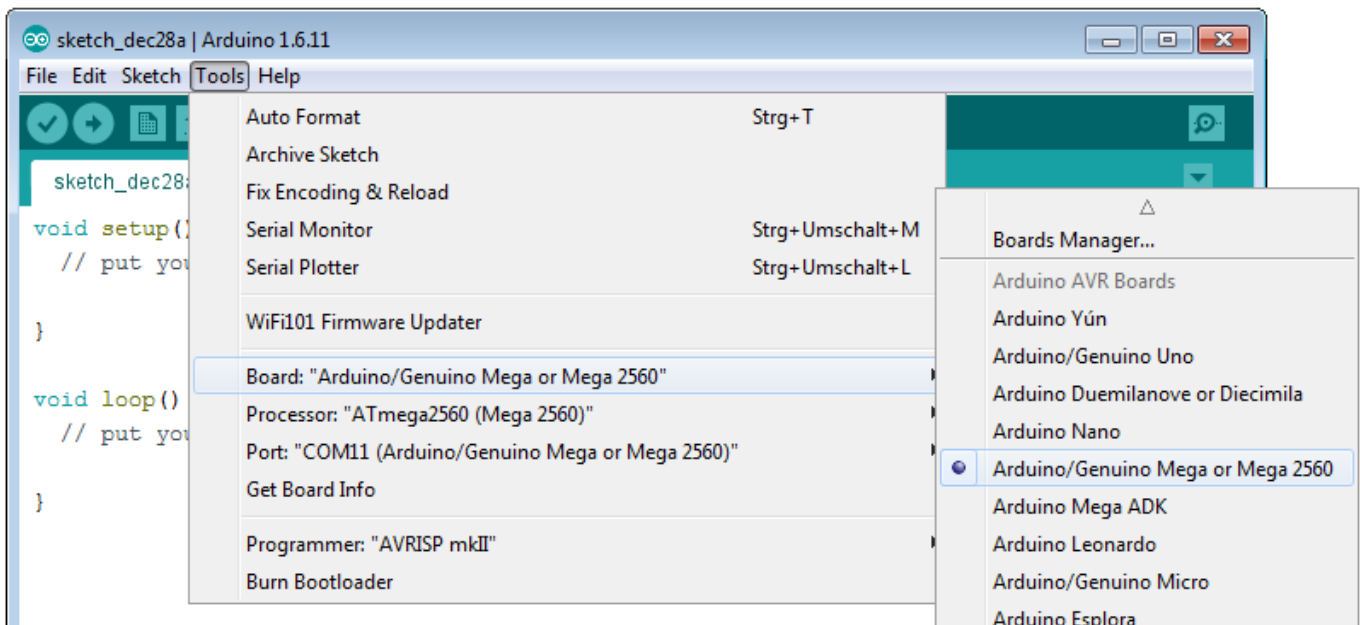 sketch_dec28a | Arduino 1.6.11
File Edit Sketch Tools Help
sketch_dec28a
void setup()
// put you
}
void loop()
// put you
}
Auto Format Strg+T
Archive Sketch
Fix Encoding & Reload
Serial Monitor Strg+Umschalt+M
Serial Plotter Strg+Umschalt+L
WiFi101 Firmware Updater
Board: "Arduino/Genuino Mega or Mega 2560"
Processor: "ATmega2560 (Mega 2560)"
Port: "COM11 (Arduino/Genuino Mega or Mega 2560)"
Get Board Info
Programmer: "AVRISP mkII"
Burn Bootloader
Boards Manager...
Arduino AVR Boards
Arduino Yún
Arduino/Genuino Uno
Arduino Duemilanove or Diecimila
Arduino Nano
Arduino/Genuino Mega or Mega 2560
Arduino Mega ADK
Arduino Leonardo
Arduino/Genuino Micro
Arduino Esplora